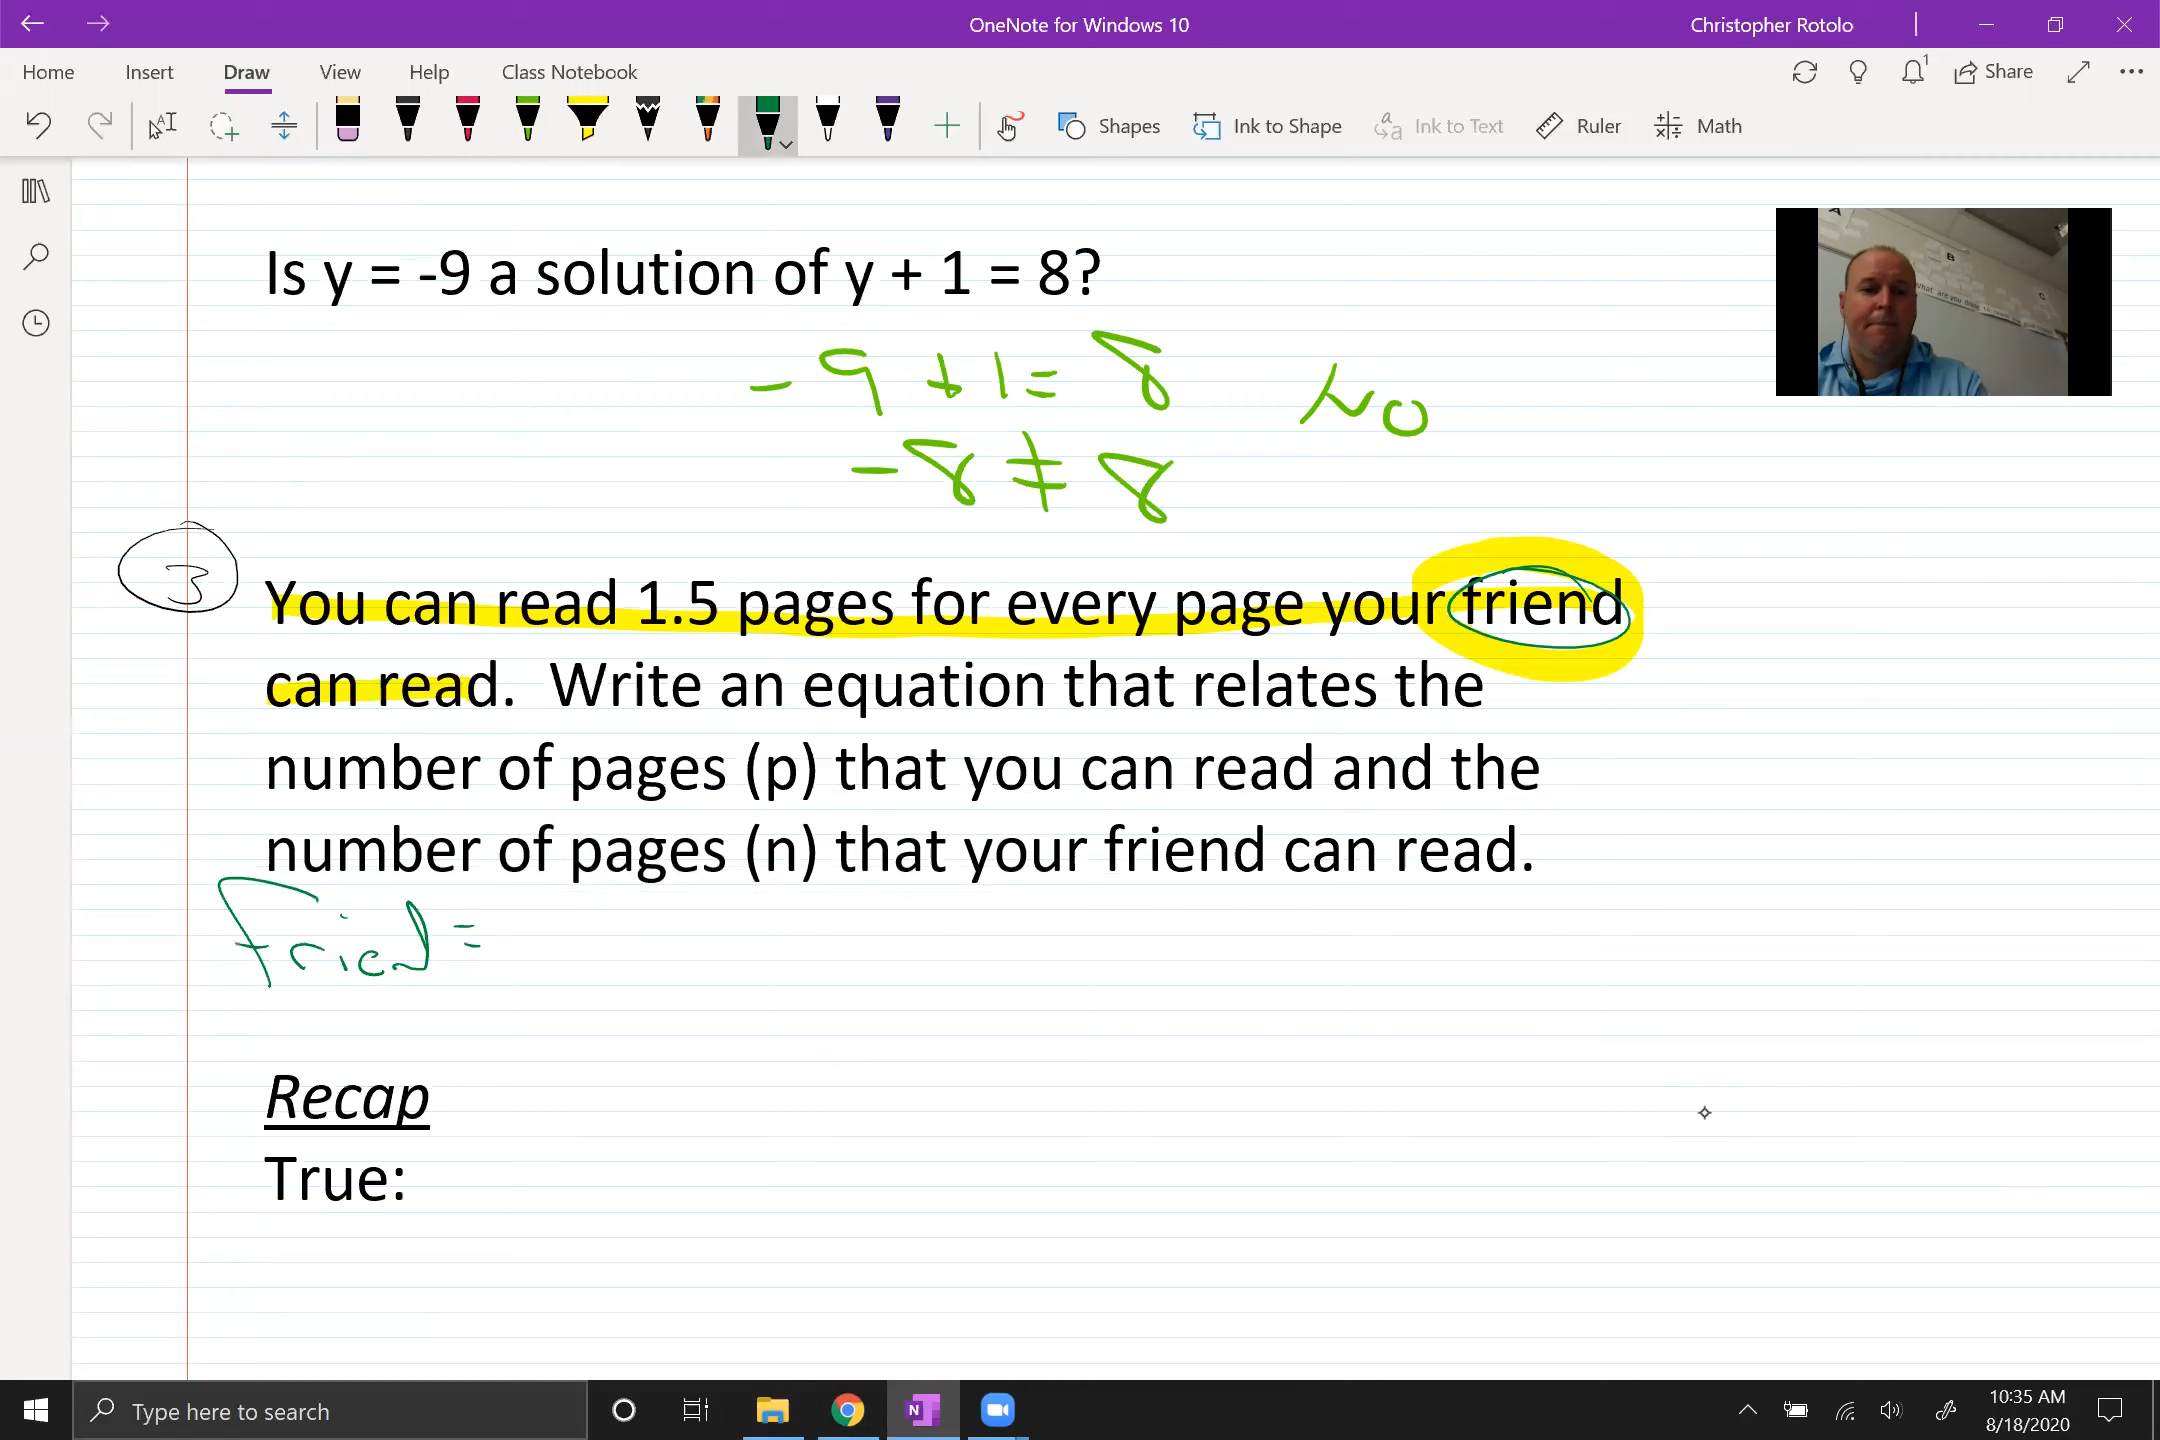 OneNote for Windows 10
Christopher Rotolo
Home Insert Draw View Help Class Notebook
1 Share
Shapes Ink to Shape Ink to Text Ruler Math
Is y = -9 a solution of y + 1 = 8?
-9 + 1 = 8 NO
-8 ≠ 8
3
You can read 1.5 pages for every page your friend
can read. Write an equation that relates the
number of pages (p) that you can read and the
number of pages (n) that your friend can read.
Friend =
Recap
True:
Type here to search
10:35 AM
8/18/2020